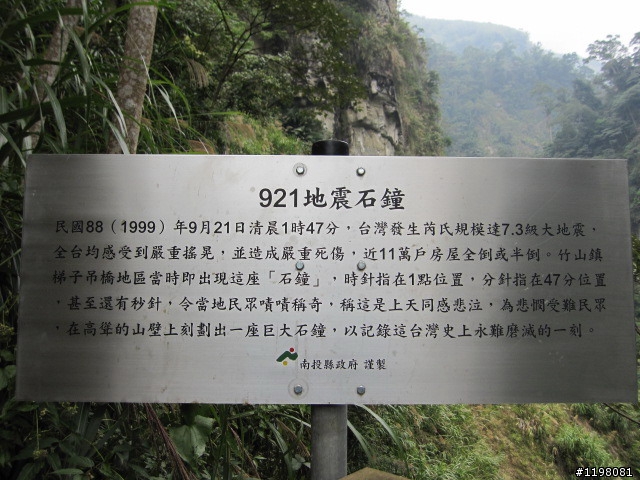 921地震石鐘
民國88（1999）年9月21日清晨1時47分，台灣發生芮氏規模達7.3級大地震，
全台均感受到嚴重搖晃，並造成嚴重死傷，近11萬戶房屋全倒或半倒。竹山鎮
梯子吊橋地區當時即出現這座「石鐘」，時針指在1點位置，分針指在47分位置
，甚至還有秒針，令當地民眾嘖嘖稱奇，稱這是上天同感悲泣，為悲憫受難民眾
，在高聳的山壁上刻劃出一座巨大石鐘，以記錄這台灣史上永難磨滅的一刻。
南投縣政府 謹製
#1198081